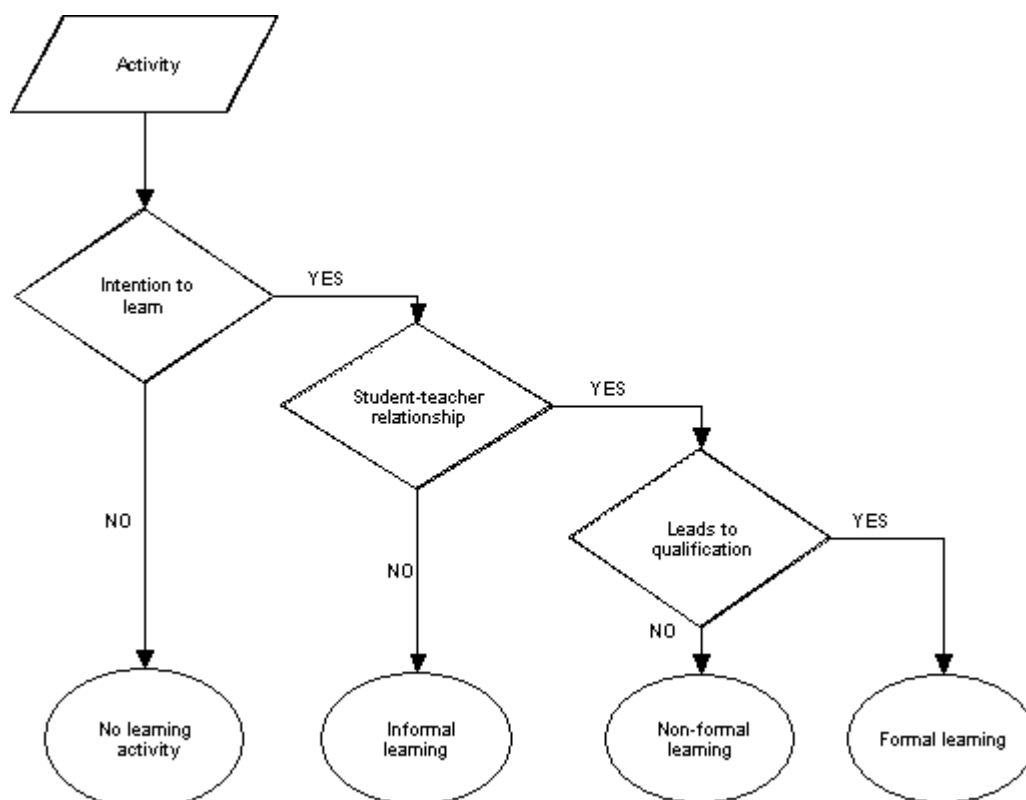 Activity
Intention to
learn
YES
Student-teacher
relationship
YES
Leads to
qualification
YES
NO
NO
NO
No learning
activity
Informal
learning
Non-formal
learning
Formal learning